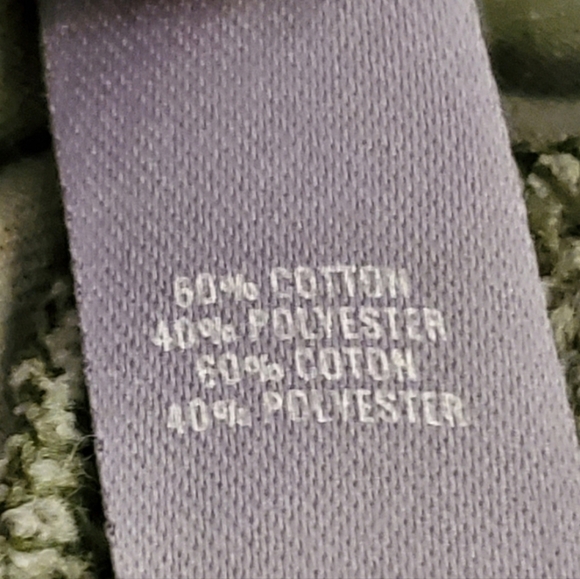 60% COTTON
40% POLYESTER
60% COTON
40% POLYESTER